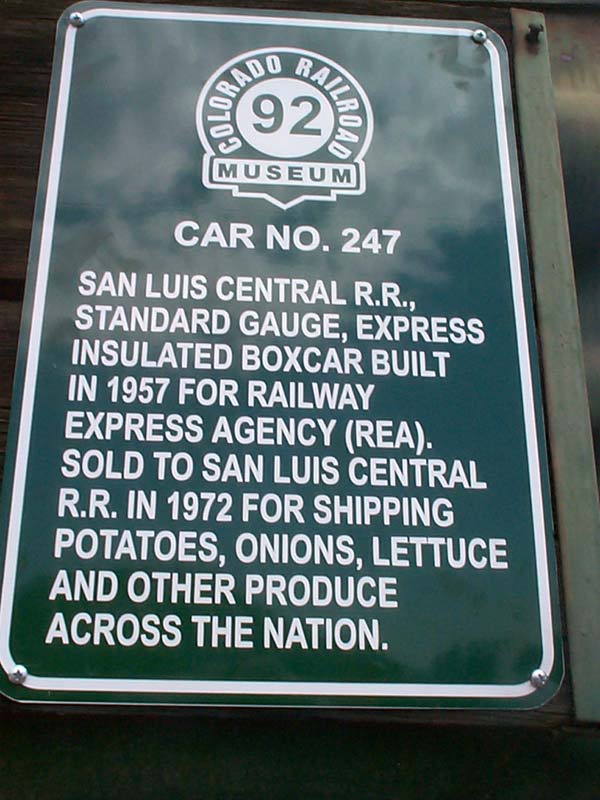 COLORADO RAILROAD
92
MUSEUM
CAR NO. 247
SAN LUIS CENTRAL R.R.,
STANDARD GAUGE, EXPRESS
INSULATED BOXCAR BUILT
IN 1957 FOR RAILWAY
EXPRESS AGENCY (REA).
SOLD TO SAN LUIS CENTRAL
R.R. IN 1972 FOR SHIPPING
POTATOES, ONIONS, LETTUCE
AND OTHER PRODUCE
ACROSS THE NATION.